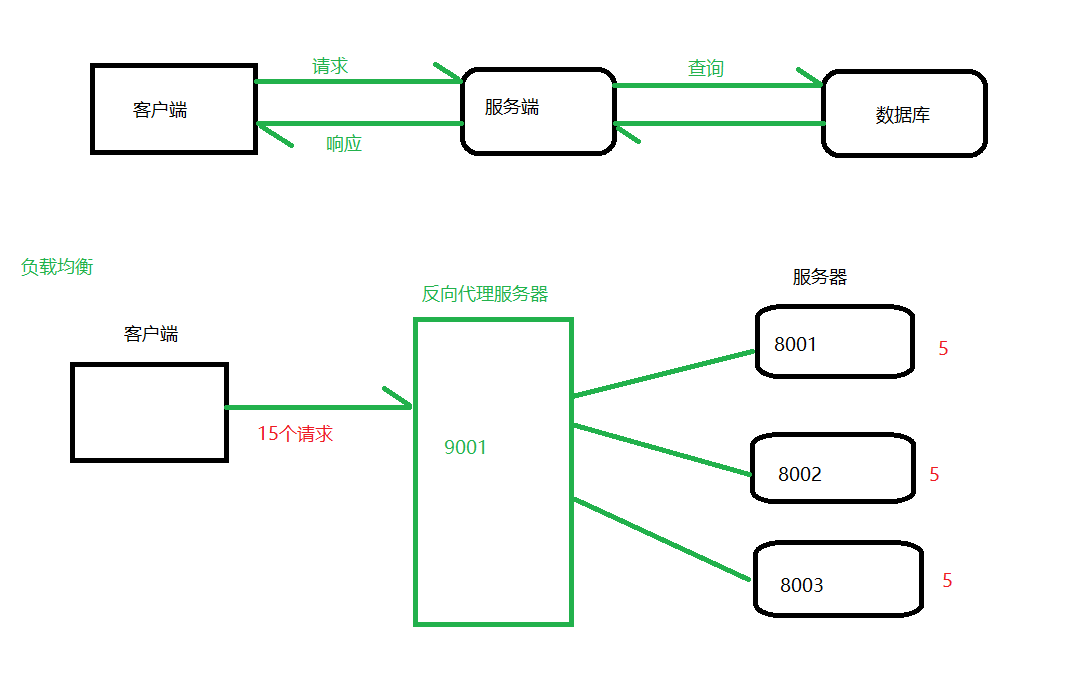 请求
查询
客户端
服务端
数据库
响应
负载均衡
服务器
反向代理服务器
客户端
8001
5
15个请求
9001
8002
5
8003
5